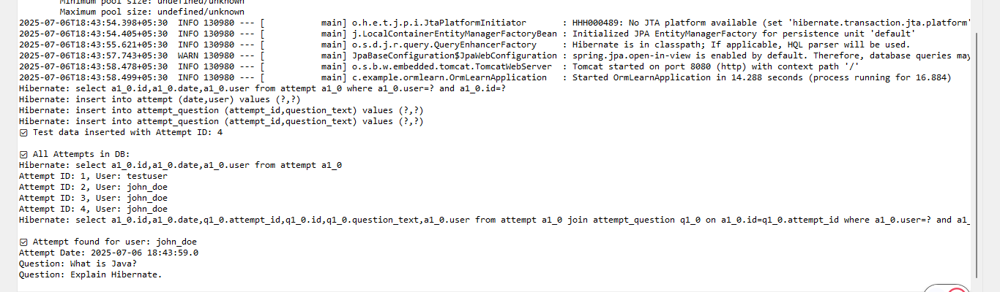 Minimum pool size: undefined/unknown
Maximum pool size: undefined/unknown
2025-07-06T18:43:54.398+05:30  INFO 130980 --- [           main] o.h.e.t.j.p.i.JtaPlatformInitiator       : HHH000489: No JTA platform available (set 'hibernate.transaction.jta.platform'
2025-07-06T18:43:54.405+05:30  INFO 130980 --- [           main] j.LocalContainerEntityManagerFactoryBean : Initialized JPA EntityManagerFactory for persistence unit 'default'
2025-07-06T18:43:55.621+05:30  INFO 130980 --- [           main] o.s.d.j.r.query.QueryEnhancerFactory     : Hibernate is in classpath; If applicable, HQL parser will be used.
2025-07-06T18:43:57.743+05:30  WARN 130980 --- [           main] JpaBaseConfiguration$JpaWebConfiguration : spring.jpa.open-in-view is enabled by default. Therefore, database queries may
2025-07-06T18:43:58.478+05:30  INFO 130980 --- [           main] o.s.b.w.embedded.tomcat.TomcatWebServer  : Tomcat started on port 8080 (http) with context path '/'
2025-07-06T18:43:58.499+05:30  INFO 130980 --- [           main] c.example.ormlearn.OrmLearnApplication   : Started OrmLearnApplication in 14.288 seconds (process running for 16.884)
Hibernate: select a1_0.id,a1_0.date,a1_0.user from attempt a1_0 where a1_0.user=? and a1_0.id=?
Hibernate: insert into attempt (date,user) values (?,?)
Hibernate: insert into attempt_question (attempt_id,question_text) values (?,?)
Hibernate: insert into attempt_question (attempt_id,question_text) values (?,?)
☑ Test data inserted with Attempt ID: 4
☑ All Attempts in DB:
Hibernate: select a1_0.id,a1_0.date,a1_0.user from attempt a1_0
Attempt ID: 1, User: testuser
Attempt ID: 2, User: john_doe
Attempt ID: 3, User: john_doe
Attempt ID: 4, User: john_doe
Hibernate: select a1_0.id,a1_0.date,q1_0.attempt_id,q1_0.id,q1_0.question_text,a1_0.user from attempt a1_0 join attempt_question q1_0 on a1_0.id=q1_0.attempt_id where a1_0.user=? and a1_
☑ Attempt found for user: john_doe
Attempt Date: 2025-07-06 18:43:59.0
Question: What is Java?
Question: Explain Hibernate.